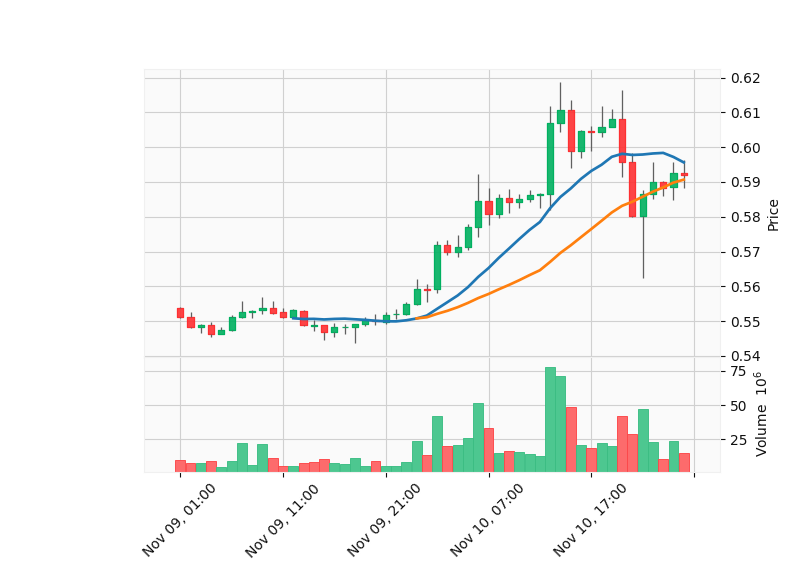 0.62
0.61
0.60
0.59
0.58
0.57
0.56
0.55
0.54
Price
75
50
25
Volume 10^6
Nov 09, 01:00
Nov 09, 11:00
Nov 09, 21:00
Nov 10, 07:00
Nov 10, 17:00